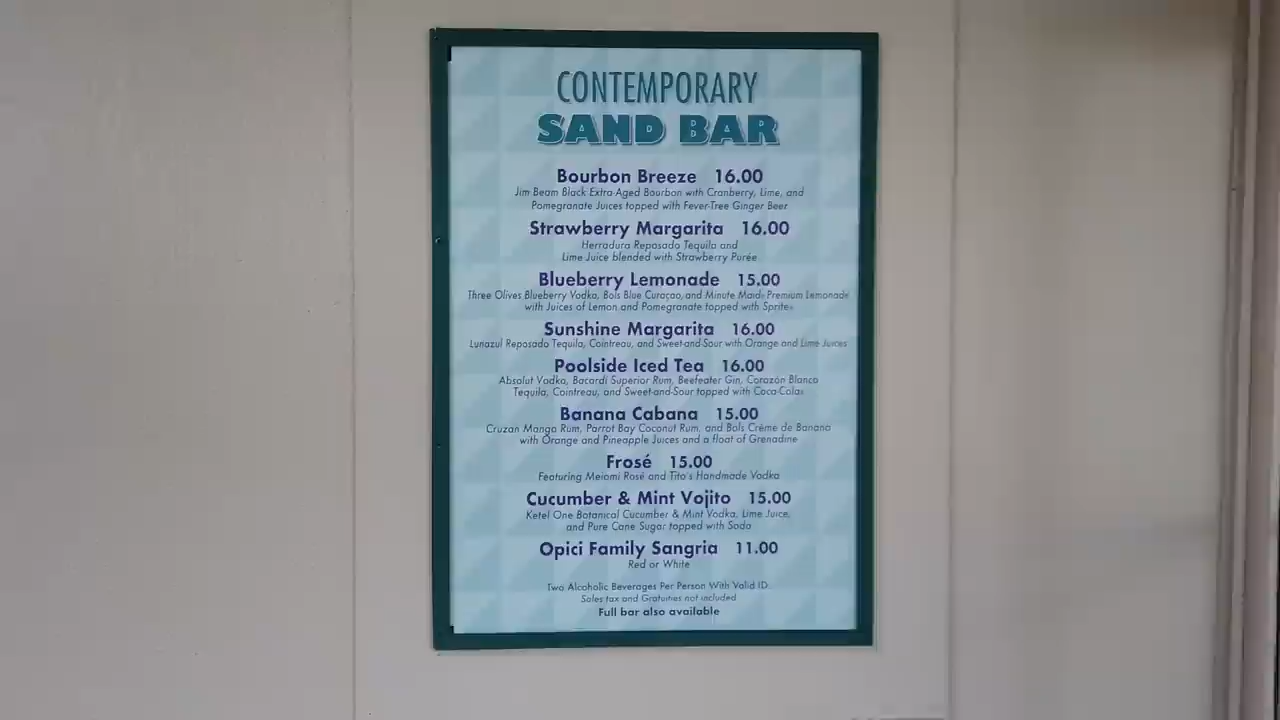 CONTEMPORARY
SAND BAR
Bourbon Breeze 16.00
Jim Beam Black Extra-Aged Bourbon with Cranberry, Lime, and
Pomegranate Juices topped with Fever-Tree Ginger Beer
Strawberry Margarita 16.00
Herradura Reposado Tequila and
Lime Juice blended with Strawberry Purée
Blueberry Lemonade 15.00
Three Olives Blueberry Vodka, Bols Blue Curaçao, and Minute Maid® Premium Lemonade
with Juices of Lemon and Pomegranate topped with Sprite®
Sunshine Margarita 16.00
Lunazul Reposado Tequila, Cointreau, and Sweet-and-Sour with Orange and Lime Juices
Poolside Iced Tea 16.00
Absolut Vodka, Bacardi Superior Rum, Beefeater Gin, Corazón Blanco
Tequila, Cointreau, and Sweet-and-Sour topped with Coca-Cola®
Banana Cabana 15.00
Cruzan Mango Rum, Parrot Bay Coconut Rum, and Bols Crème de Banana
with Orange and Pineapple Juices and a float of Grenadine
Frosé 15.00
Featuring Meiomi Rosé and Tito's Handmade Vodka
Cucumber & Mint Vojito 15.00
Ketel One Botanical Cucumber & Mint Vodka, Lime Juice,
and Pure Cane Sugar topped with Soda
Opici Family Sangria 11.00
Red or White
Two Alcoholic Beverages Per Person With Valid ID.
Sales tax and Gratuities not included
Full bar also available